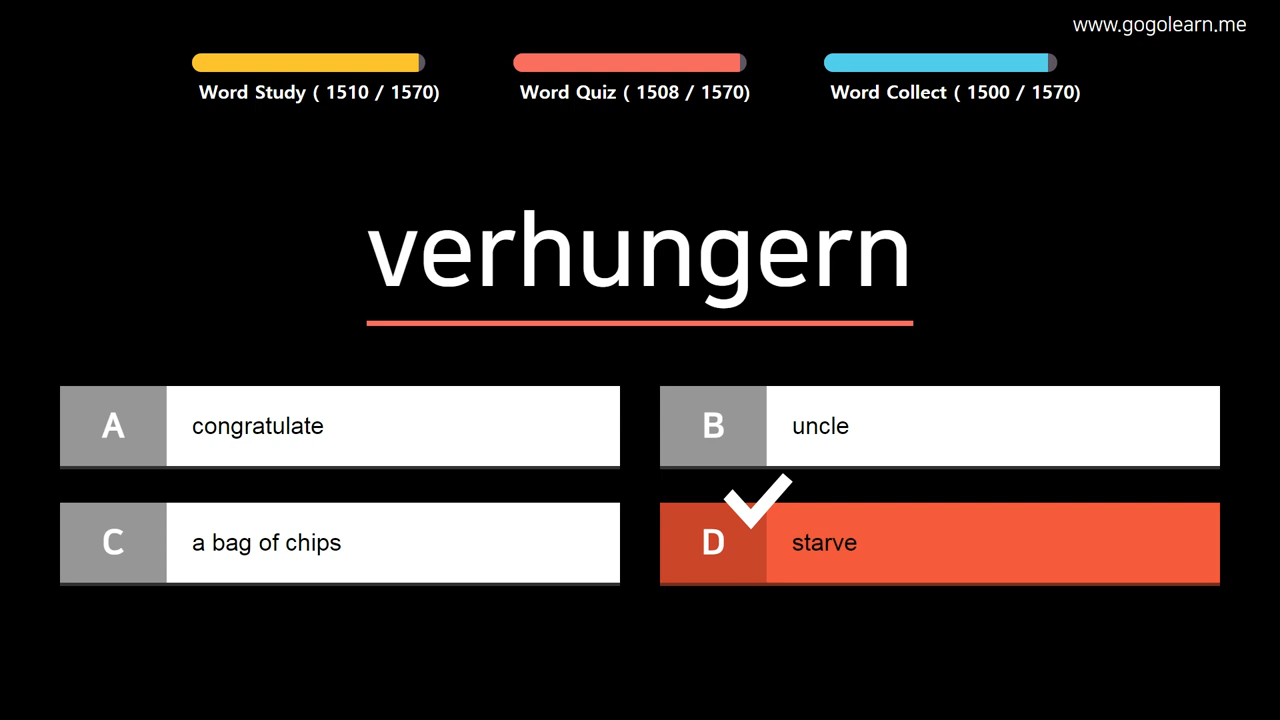 www.gogolearn.me
Word Study ( 1510 / 1570)
Word Quiz ( 1508 / 1570)
Word Collect ( 1500 / 1570)
verhungern
A congratulate
B uncle
C a bag of chips
D starve